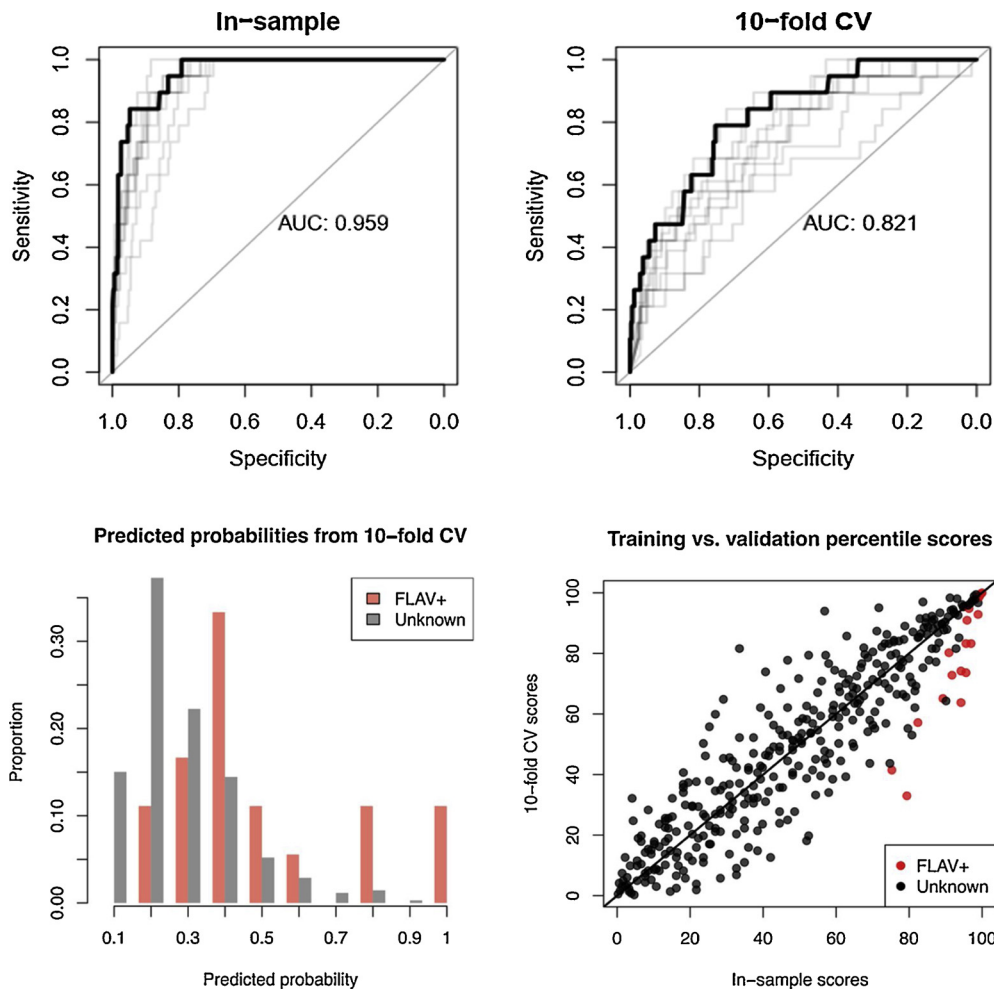 In-sample
1.0
0.8
0.6
0.4
0.2
0.0
Sensitivity
AUC: 0.959
1.0 0.8 0.6 0.4 0.2 0.0
Specificity
10-fold CV
1.0
0.8
0.6
0.4
0.2
0.0
Sensitivity
AUC: 0.821
1.0 0.8 0.6 0.4 0.2 0.0
Specificity
Predicted probabilities from 10-fold CV
FLAV+
Unknown
0.30
0.20
0.10
0.00
Proportion
0.1 0.3 0.5 0.7 0.9 1
Predicted probability
Training vs. validation percentile scores
100
80
60
40
20
0
10-fold CV scores
FLAV+
Unknown
0 20 40 60 80 100
In-sample scores